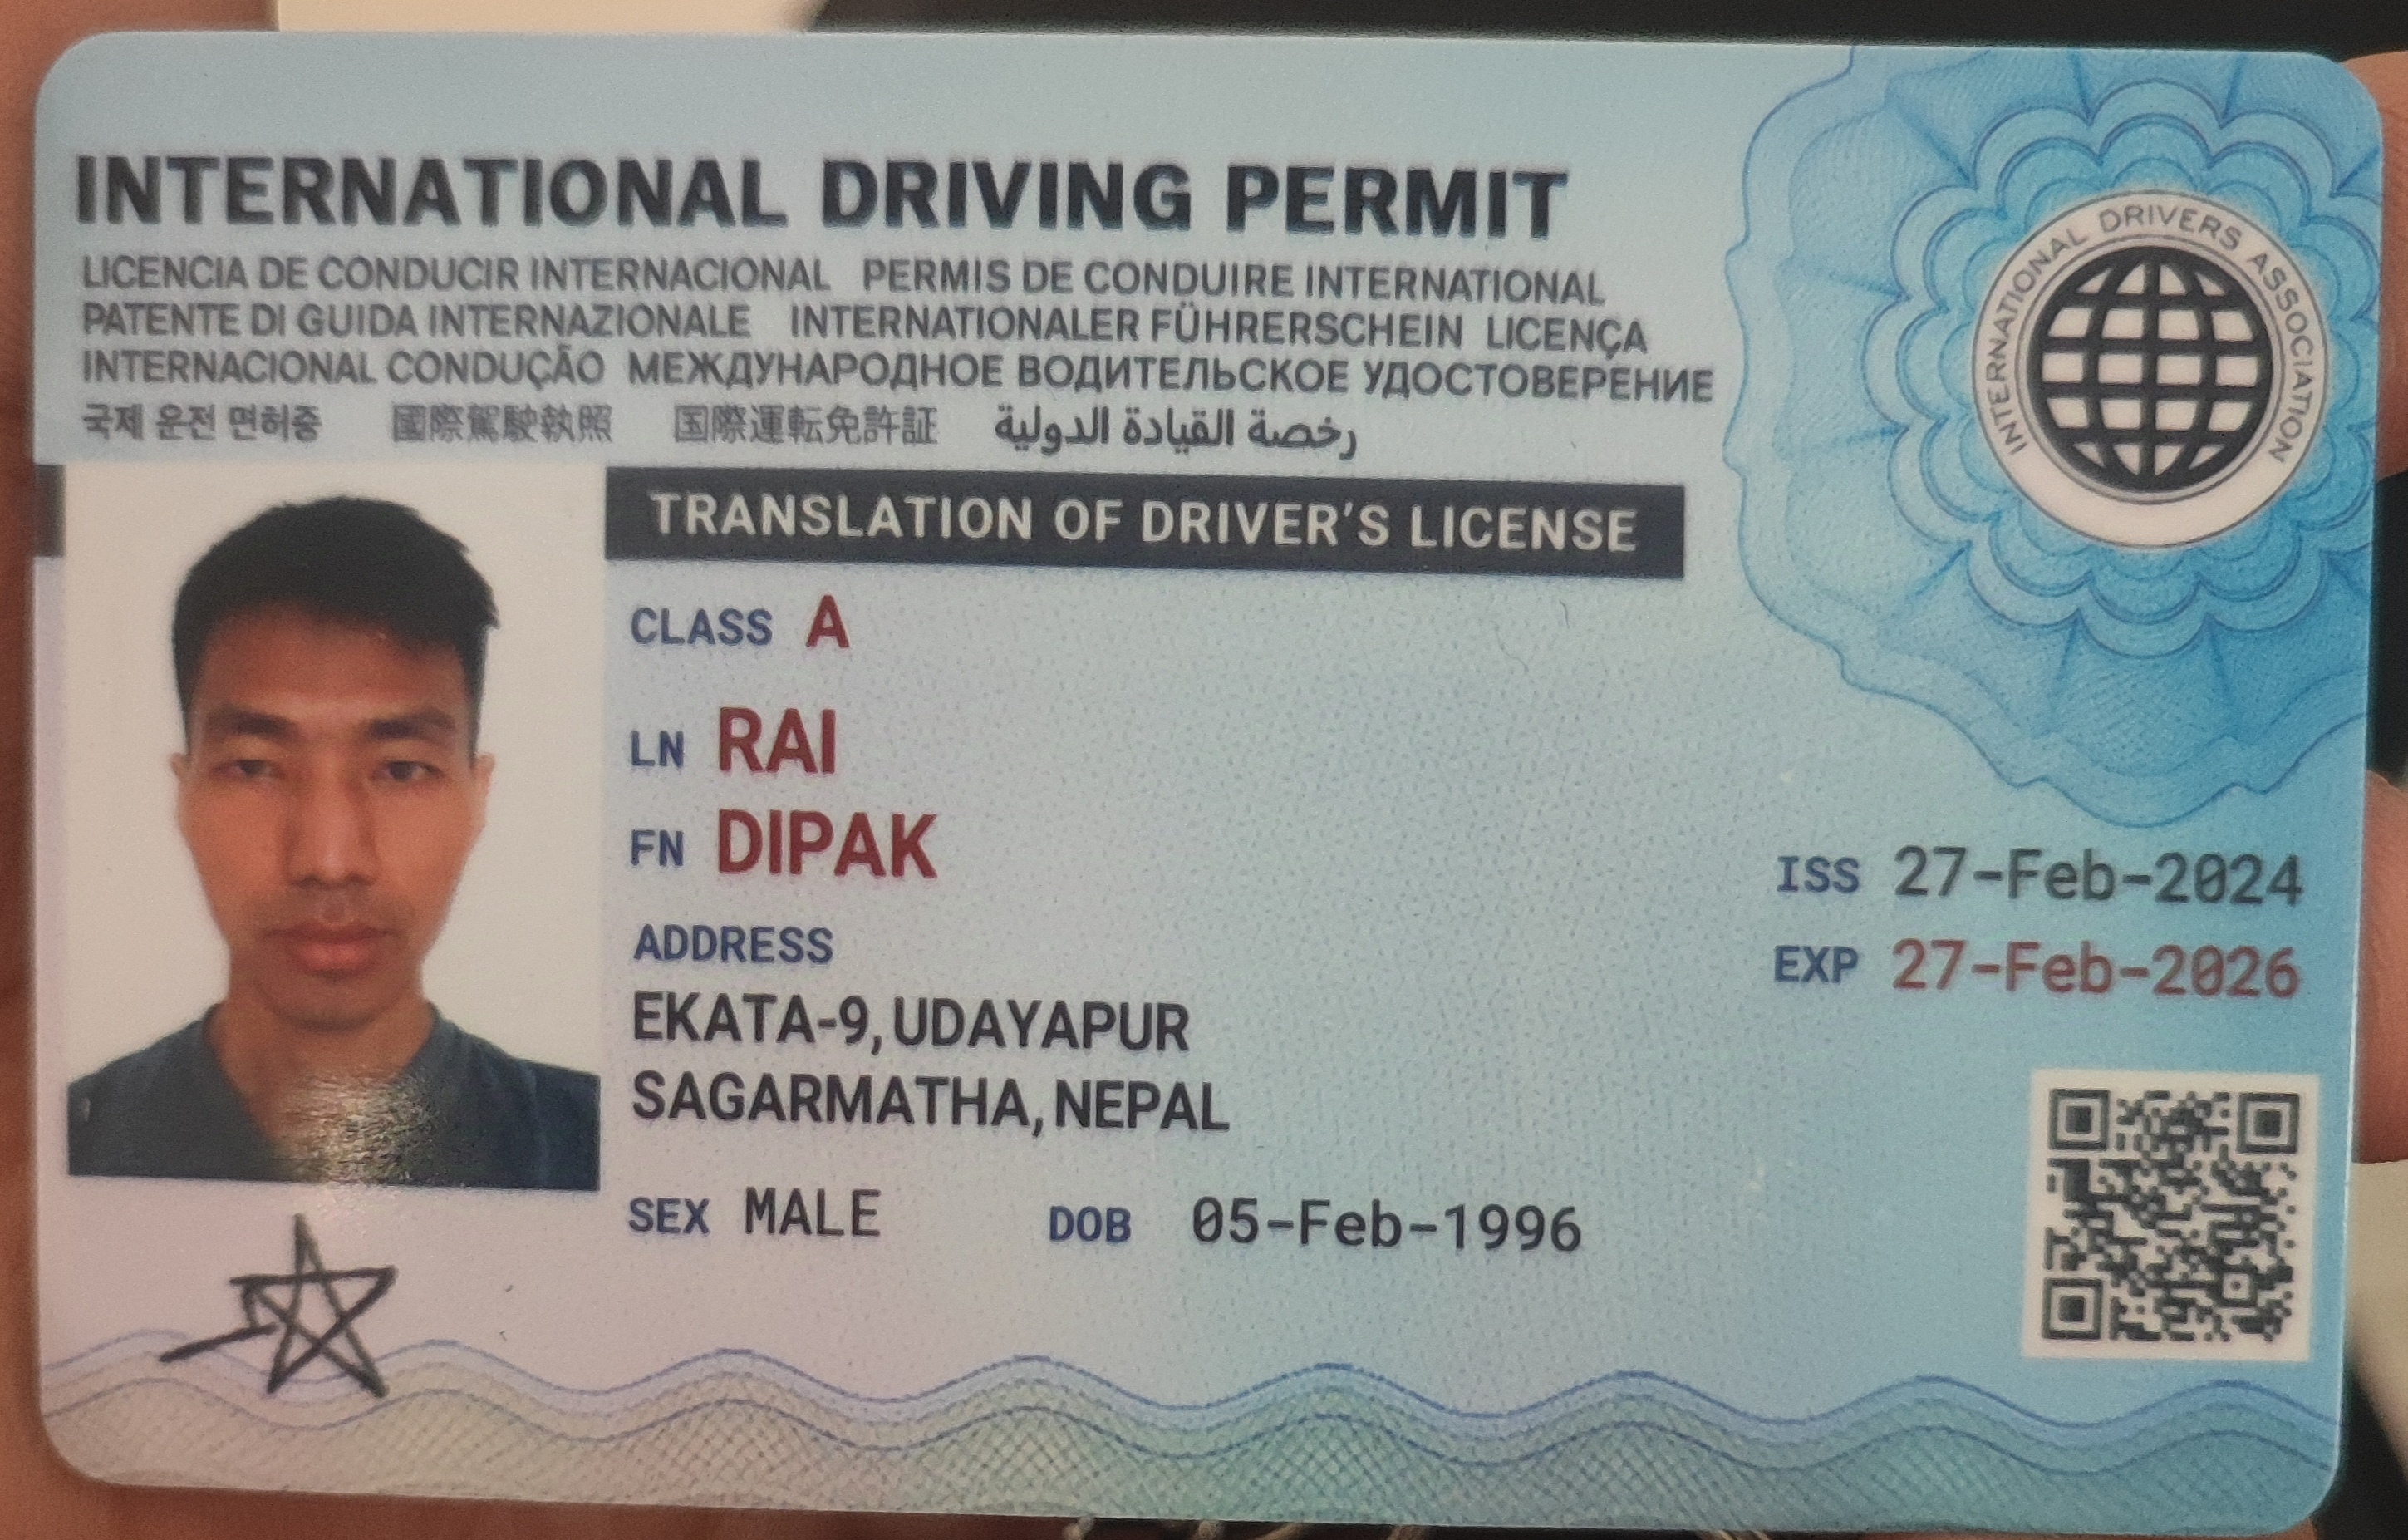 INTERNATIONAL DRIVING PERMIT
LICENCIA DE CONDUCIR INTERNACIONAL PERMIS DE CONDUIRE INTERNATIONAL
PATENTE DI GUIDA INTERNAZIONALE INTERNATIONALER FÜHRERSCHEIN LICENÇA
INTERNACIONAL CONDUÇÃO МЕЖДУНАРОДНОЕ ВОДИТЕЛЬСКОЕ УДОСТОВЕРЕНИЕ
국제 운전 면허증 國際駕駛執照 国際運転免許証 رخصة القيادة الدولية
INTERNATIONAL DRIVERS ASSOCIATION
TRANSLATION OF DRIVER'S LICENSE
CLASS A
LN RAI
FN DIPAK
ISS 27-Feb-2024
ADDRESS
EXP 27-Feb-2026
EKATA-9, UDAYAPUR
SAGARMATHA, NEPAL
SEX MALE DOB 05-Feb-1996